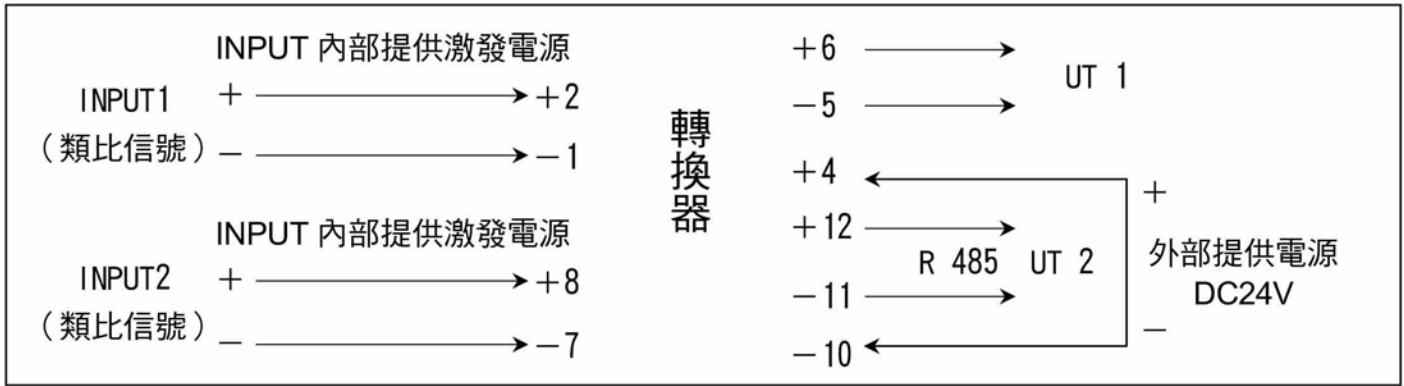 INPUT 內部提供激發電源
INPUT1 + +2
（類比信號） − −1
INPUT 內部提供激發電源
INPUT2 + +8
（類比信號） − −7
轉換器
+6
UT 1
−5
+4
+
+12
R 485 UT 2
外部提供電源
DC24V
−11
−
−10